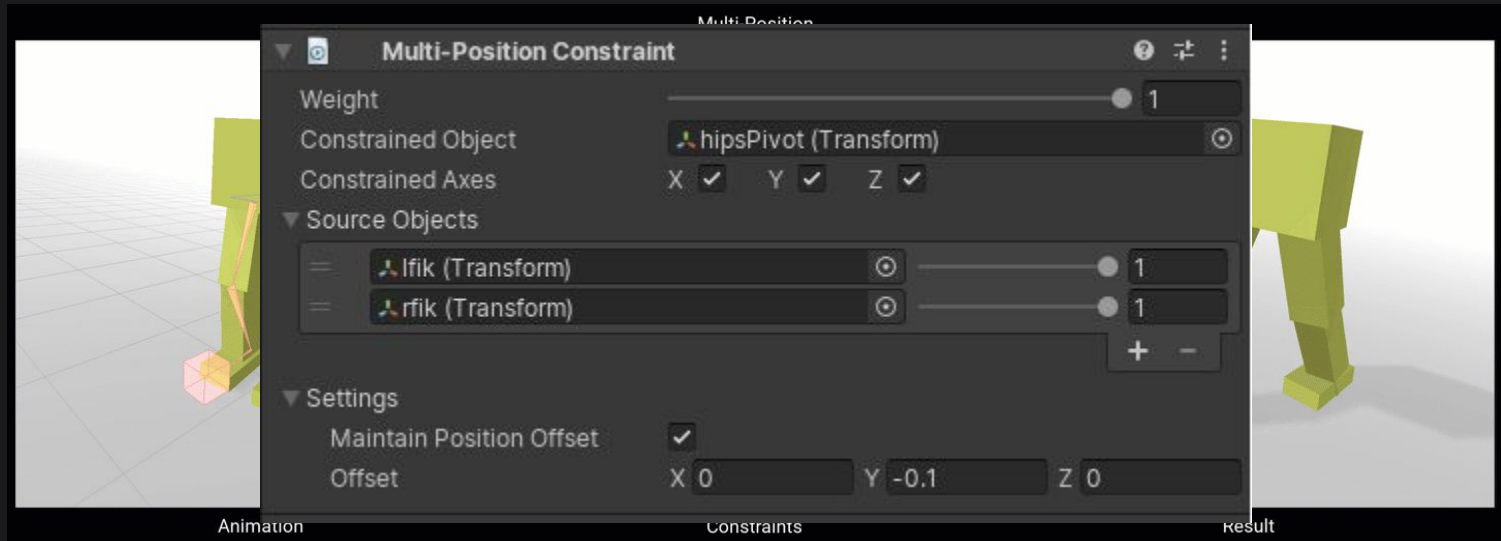 Multi-Position
Multi-Position Constraint
Weight 1
Constrained Object hipsPivot (Transform)
Constrained Axes X Y Z
Source Objects
lfik (Transform) 1
rfik (Transform) 1
+ −
Settings
Maintain Position Offset
Offset X 0 Y -0.1 Z 0
Animation Constraints Result